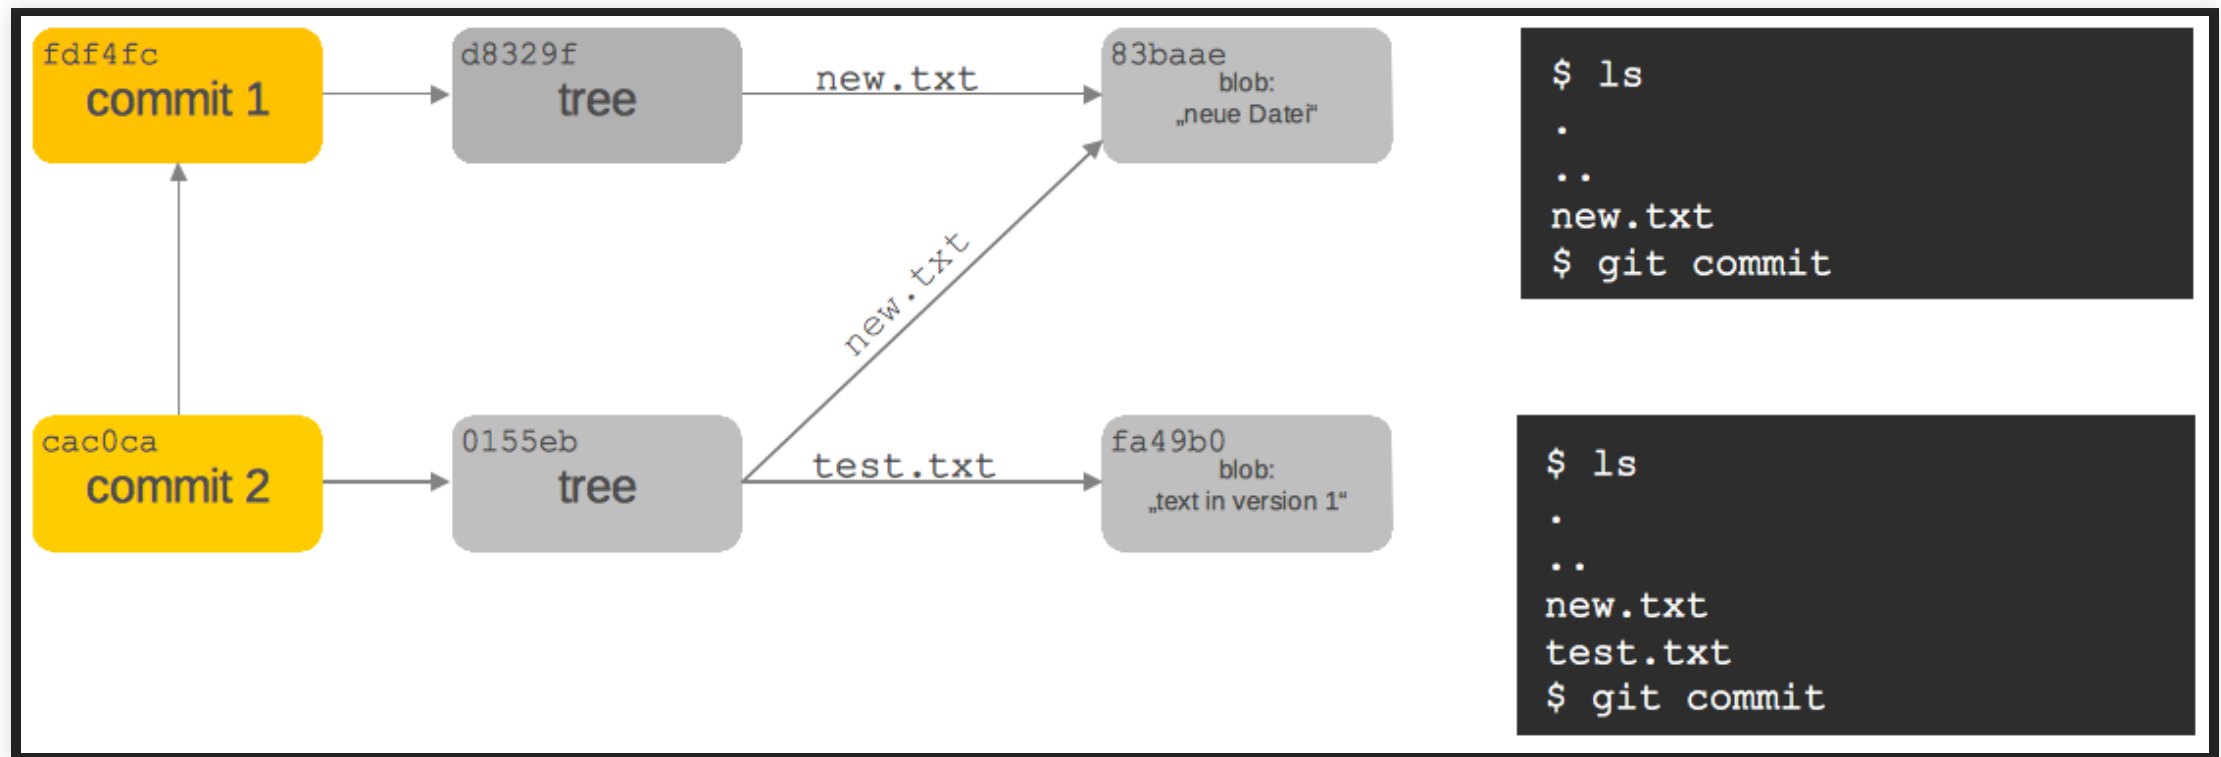 fdf4fc
commit 1
d8329f
tree
new.txt
83baae
blob:
„neue Datei“
$ ls
.
..
new.txt
$ git commit
new.txt
cac0ca
commit 2
0155eb
tree
test.txt
fa49b0
blob:
„text in version 1“
$ ls
.
..
new.txt
test.txt
$ git commit